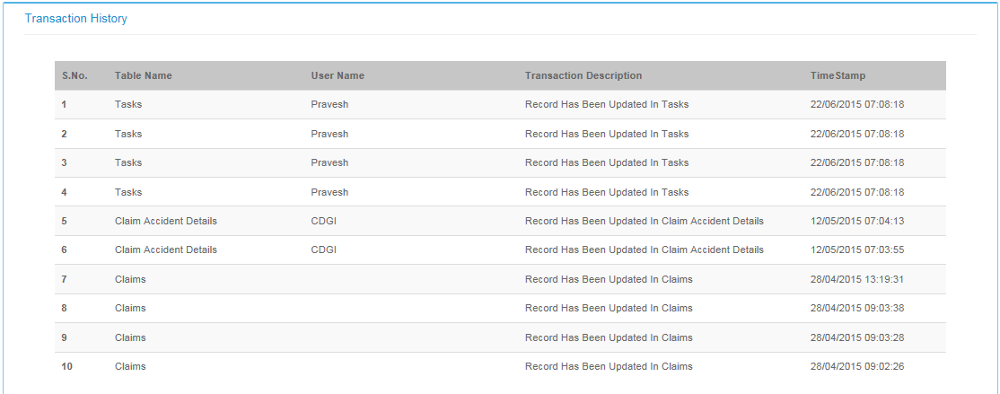 Transaction History
S.No. Table Name User Name Transaction Description TimeStamp
1 Tasks Pravesh Record Has Been Updated In Tasks 22/06/2015 07:08:18
2 Tasks Pravesh Record Has Been Updated In Tasks 22/06/2015 07:08:18
3 Tasks Pravesh Record Has Been Updated In Tasks 22/06/2015 07:08:18
4 Tasks Pravesh Record Has Been Updated In Tasks 22/06/2015 07:08:18
5 Claim Accident Details CDGI Record Has Been Updated In Claim Accident Details 12/05/2015 07:04:13
6 Claim Accident Details CDGI Record Has Been Updated In Claim Accident Details 12/05/2015 07:03:55
7 Claims Record Has Been Updated In Claims 28/04/2015 13:19:31
8 Claims Record Has Been Updated In Claims 28/04/2015 09:03:38
9 Claims Record Has Been Updated In Claims 28/04/2015 09:03:28
10 Claims Record Has Been Updated In Claims 28/04/2015 09:02:26